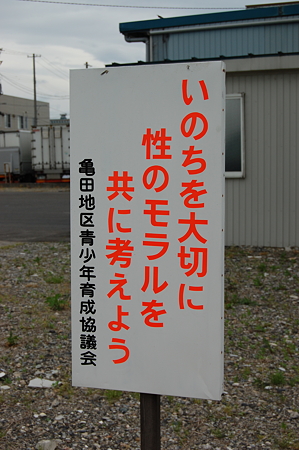 いのちを大切に
性のモラルを
共に考えよう
亀田地区青少年育成協議会